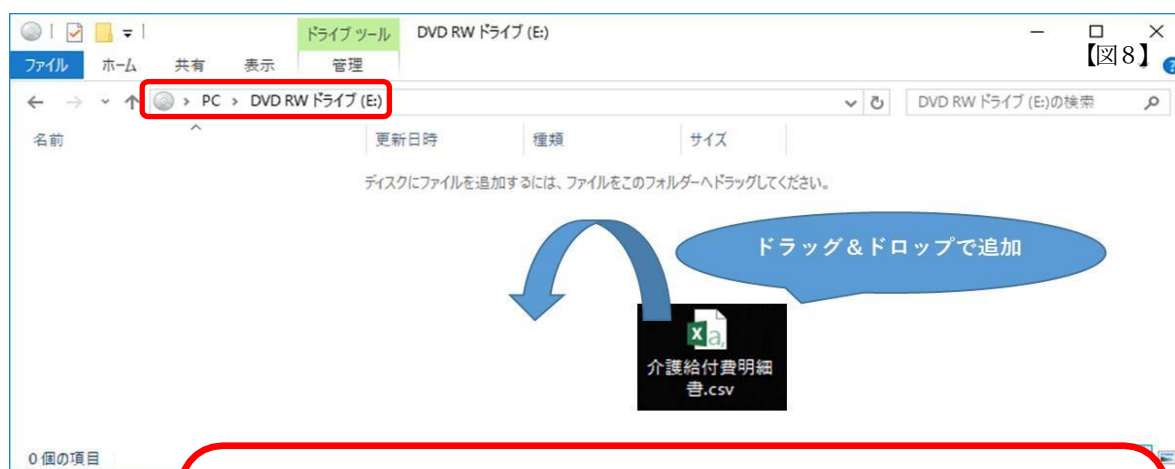 ドライブ ツール DVD RW ドライブ (E:)
【図8】
ファイル ホーム 共有 表示 管理
PC › DVD RW ドライブ (E:) DVD RW ドライブ (E:)の検索
名前 更新日時 種類 サイズ
ディスクにファイルを追加するには、ファイルをこのフォルダーへドラッグしてください。
ドラッグ＆ドロップで追加
a,
介護給付費明細
書.csv
0 個の項目